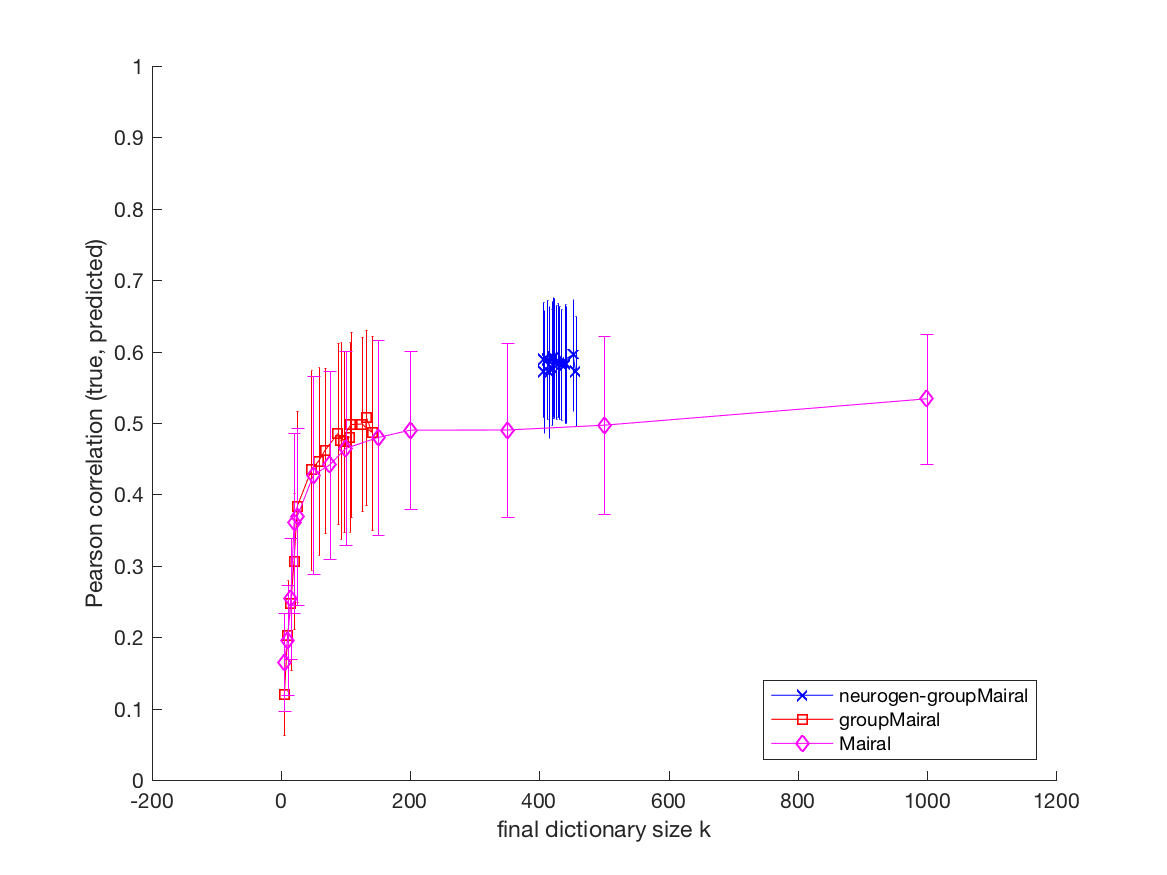 1
0.9
0.8
0.7
0.6
0.5
0.4
0.3
0.2
0.1
0
Pearson correlation (true, predicted)
neurogen-groupMairal
groupMairal
Mairal
-200 0 200 400 600 800 1000 1200
final dictionary size k